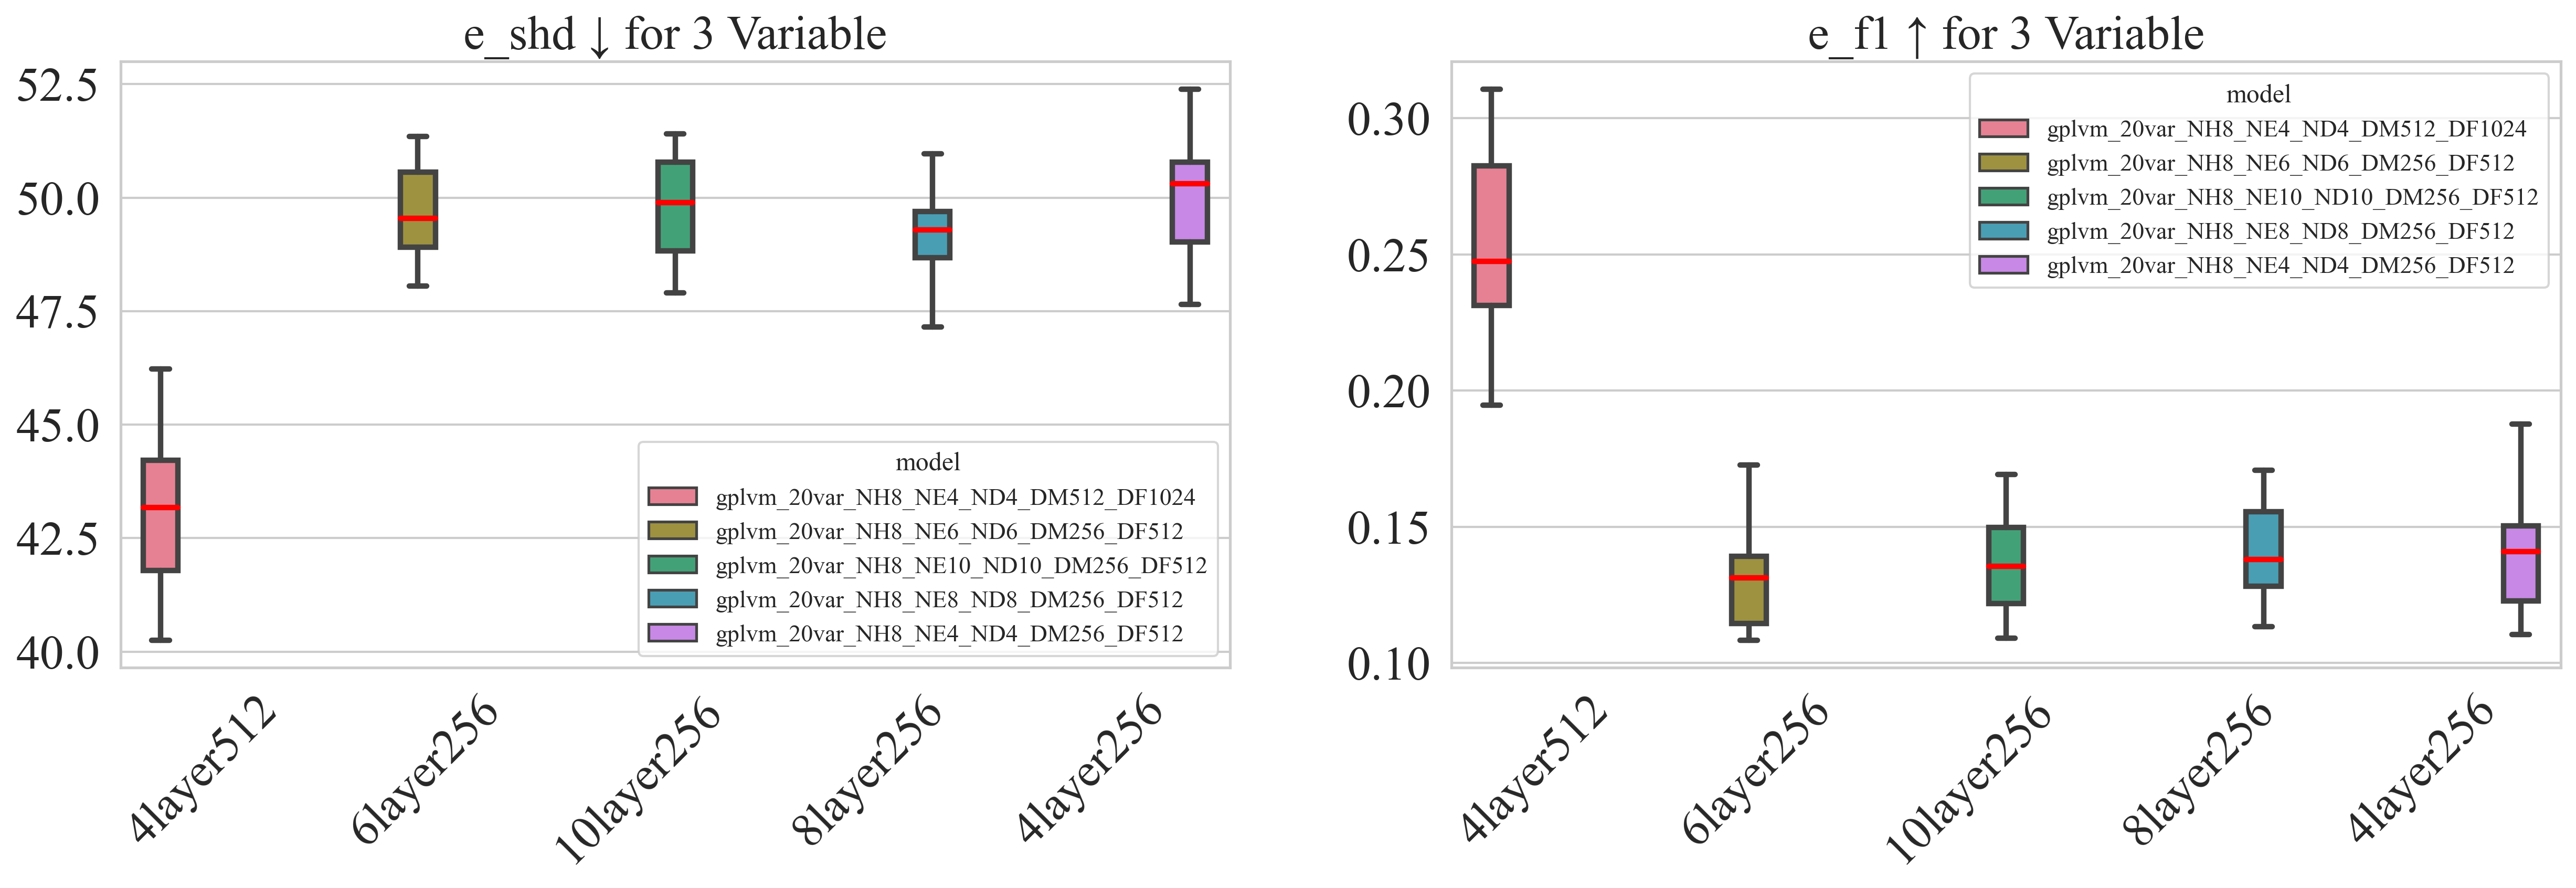 e_shd ↓ for 3 Variable
52.5
50.0
47.5
45.0
42.5
40.0
model
gplvm_20var_NH8_NE4_ND4_DM512_DF1024
gplvm_20var_NH8_NE6_ND6_DM256_DF512
gplvm_20var_NH8_NE10_ND10_DM256_DF512
gplvm_20var_NH8_NE8_ND8_DM256_DF512
gplvm_20var_NH8_NE4_ND4_DM256_DF512
4layer512
6layer256
10layer256
8layer256
4layer256
e_f1 ↑ for 3 Variable
0.30
0.25
0.20
0.15
0.10
model
gplvm_20var_NH8_NE4_ND4_DM512_DF1024
gplvm_20var_NH8_NE6_ND6_DM256_DF512
gplvm_20var_NH8_NE10_ND10_DM256_DF512
gplvm_20var_NH8_NE8_ND8_DM256_DF512
gplvm_20var_NH8_NE4_ND4_DM256_DF512
4layer512
6layer256
10layer256
8layer256
4layer256